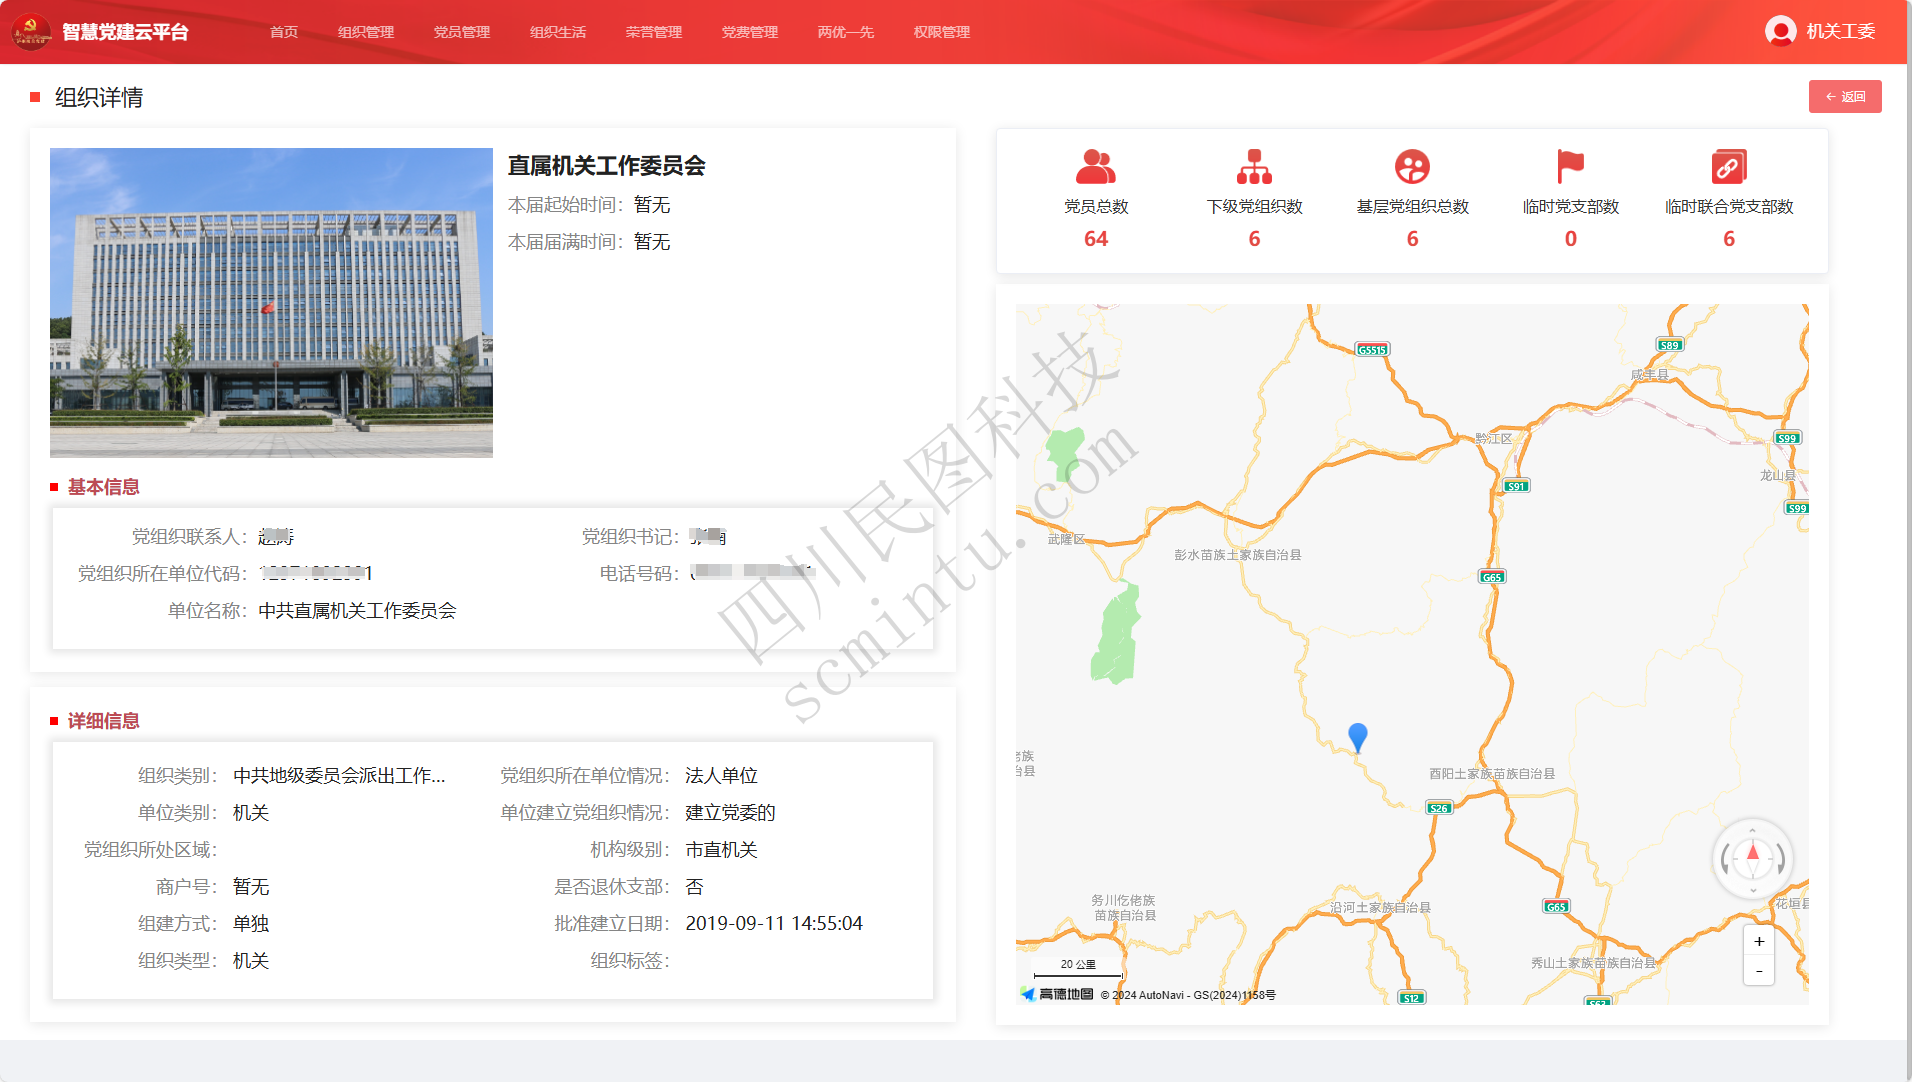 智慧党建云平台
首页 组织管理 党员管理 组织生活 荣誉管理 党费管理 两优一先 权限管理
机关工委
组织详情
← 返回
直属机关工作委员会
本届起始时间: 暂无
本届届满时间: 暂无
基本信息
党组织联系人:
党组织书记:
党组织所在单位代码:
电话号码:
单位名称: 中共直属机关工作委员会
详细信息
组织类别: 中共地级委员会派出工作...
党组织所在单位情况: 法人单位
单位类别: 机关
单位建立党组织情况: 建立党委的
党组织所处区域:
机构级别: 市直机关
商户号: 暂无
是否退休支部: 否
组建方式: 单独
批准建立日期: 2019-09-11 14:55:04
组织类型: 机关
组织标签:
党员总数
64
下级党组织数
6
基层党组织总数
6
临时党支部数
0
临时联合党支部数
6
G5515
S89
咸丰县
黔江区
S99
龙山县
S91
S99
武隆区
彭水苗族土家族自治县
G65
老族
治县
酉阳土家族苗族自治县
S26
务川仡佬族
苗族自治县
沿河土家族自治县
G65
花垣县
秀山土家族苗族自治县
S12
+
-
20 公里
高德地图 © 2024 AutoNavi - GS(2024)1158号
四川民图科技
scmintu.com